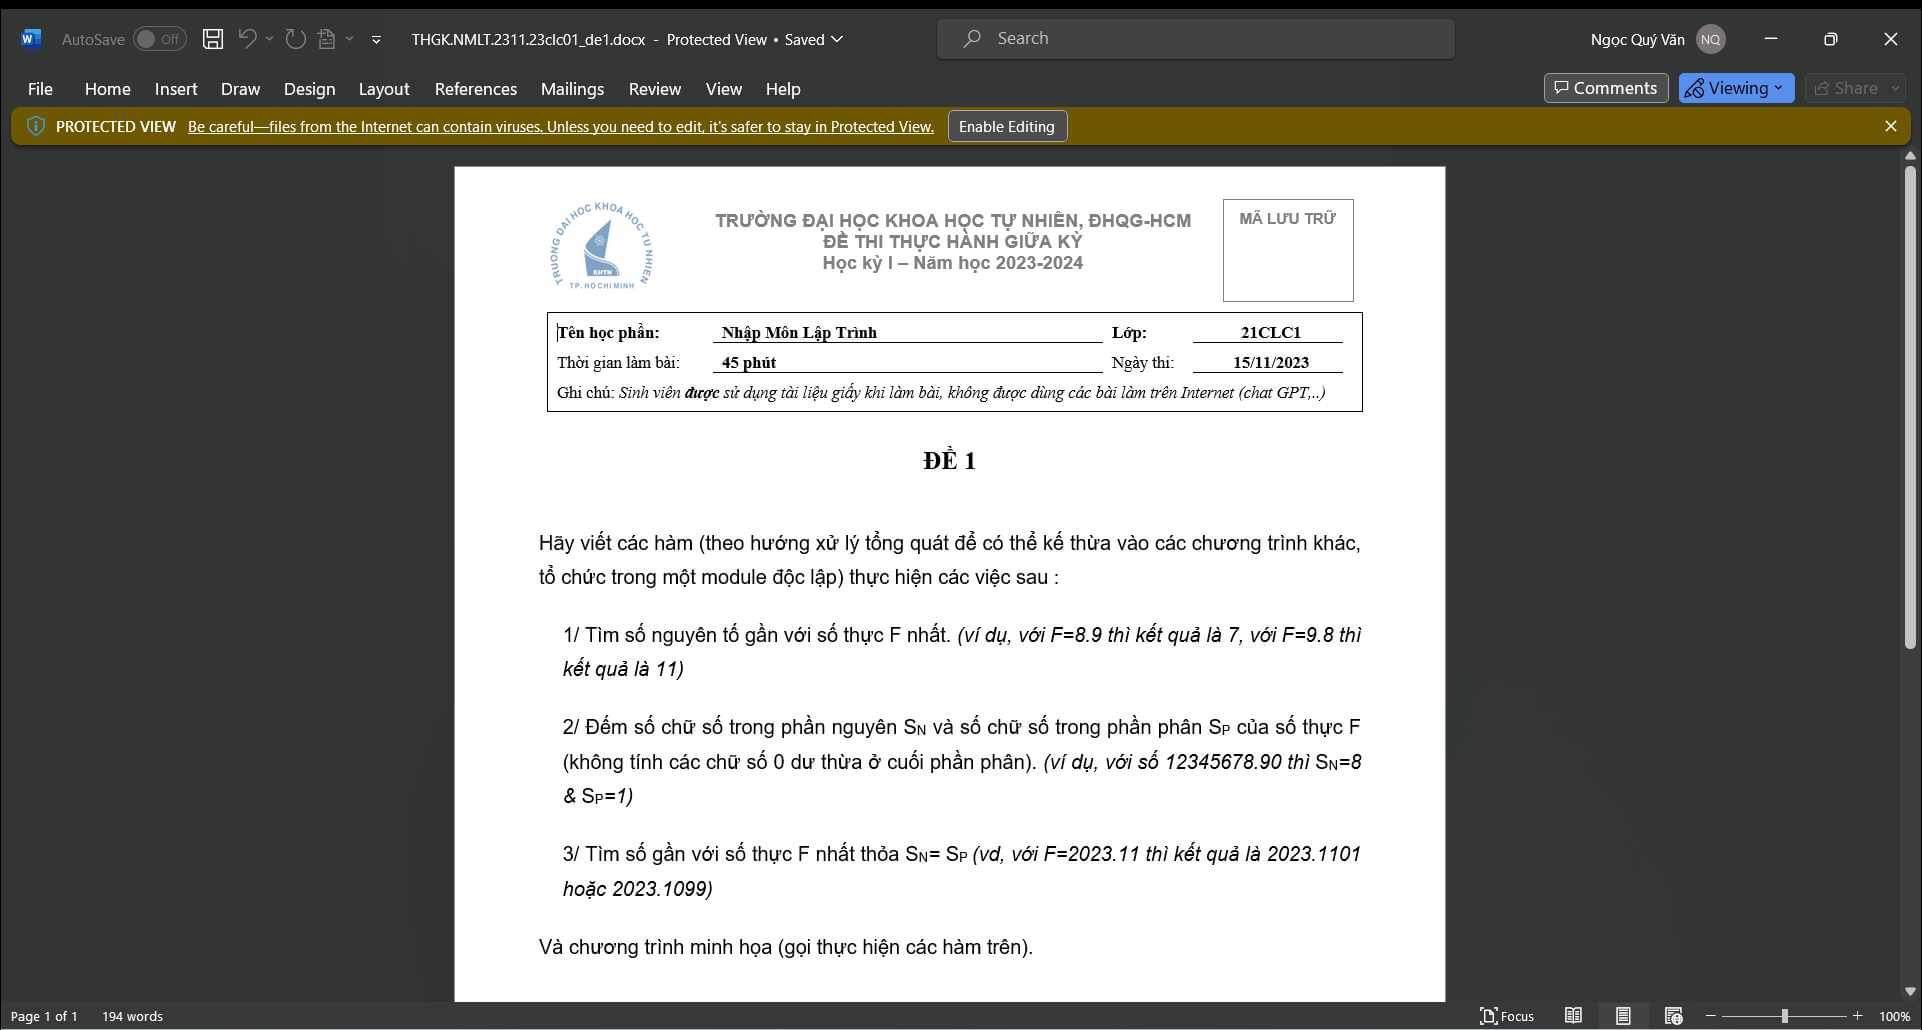 AutoSave Off THGK.NMLT.2311.23clc01_de1.docx - Protected View • Saved Search Ngọc Quý Văn NQ
File Home Insert Draw Design Layout References Mailings Review View Help Comments Viewing Share
PROTECTED VIEW Be careful—files from the Internet can contain viruses. Unless you need to edit, it's safer to stay in Protected View. Enable Editing
TRƯỜNG ĐẠI HỌC KHOA HỌC TỰ NHIÊN
KHTN
TP. HO CHI MINH
TRƯỜNG ĐẠI HỌC KHOA HỌC TỰ NHIÊN, ĐHQG-HCM
ĐỀ THI THỰC HÀNH GIỮA KỲ
Học kỳ I – Năm học 2023-2024
MÃ LƯU TRỮ
Tên học phần: Nhập Môn Lập Trình Lớp: 21CLC1
Thời gian làm bài: 45 phút Ngày thi: 15/11/2023
Ghi chú: Sinh viên được sử dụng tài liệu giấy khi làm bài, không được dùng các bài làm trên Internet (chat GPT,..)
ĐỀ 1
Hãy viết các hàm (theo hướng xử lý tổng quát để có thể kế thừa vào các chương trình khác,
tổ chức trong một module độc lập) thực hiện các việc sau :
1/ Tìm số nguyên tố gần với số thực F nhất. (ví dụ, với F=8.9 thì kết quả là 7, với F=9.8 thì
kết quả là 11)
2/ Đếm số chữ số trong phần nguyên SN và số chữ số trong phần phân SP của số thực F
(không tính các chữ số 0 dư thừa ở cuối phần phân). (ví dụ, với số 12345678.90 thì SN=8
& SP=1)
3/ Tìm số gần với số thực F nhất thỏa SN= SP (vd, với F=2023.11 thì kết quả là 2023.1101
hoặc 2023.1099)
Và chương trình minh họa (gọi thực hiện các hàm trên).
Page 1 of 1 194 words Focus 100%